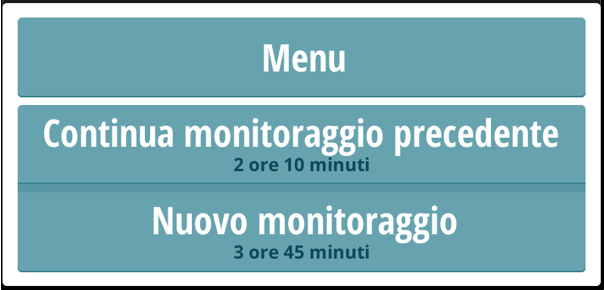 Menu
Continua monitoraggio precedente
2 ore 10 minuti
Nuovo monitoraggio
3 ore 45 minuti